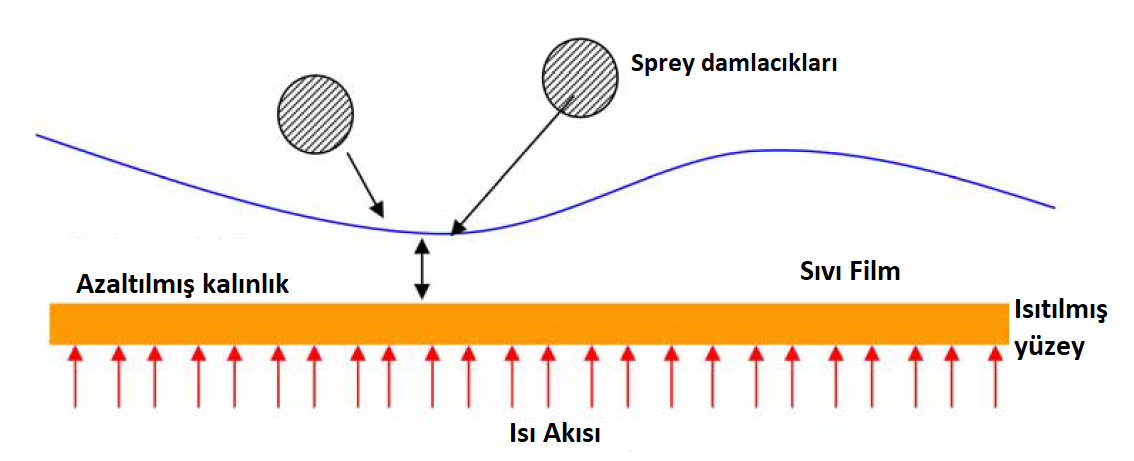 Sprey damlacıkları
Azaltılmış kalınlık
Sıvı Film
Isıtılmış
yüzey
Isı Akısı